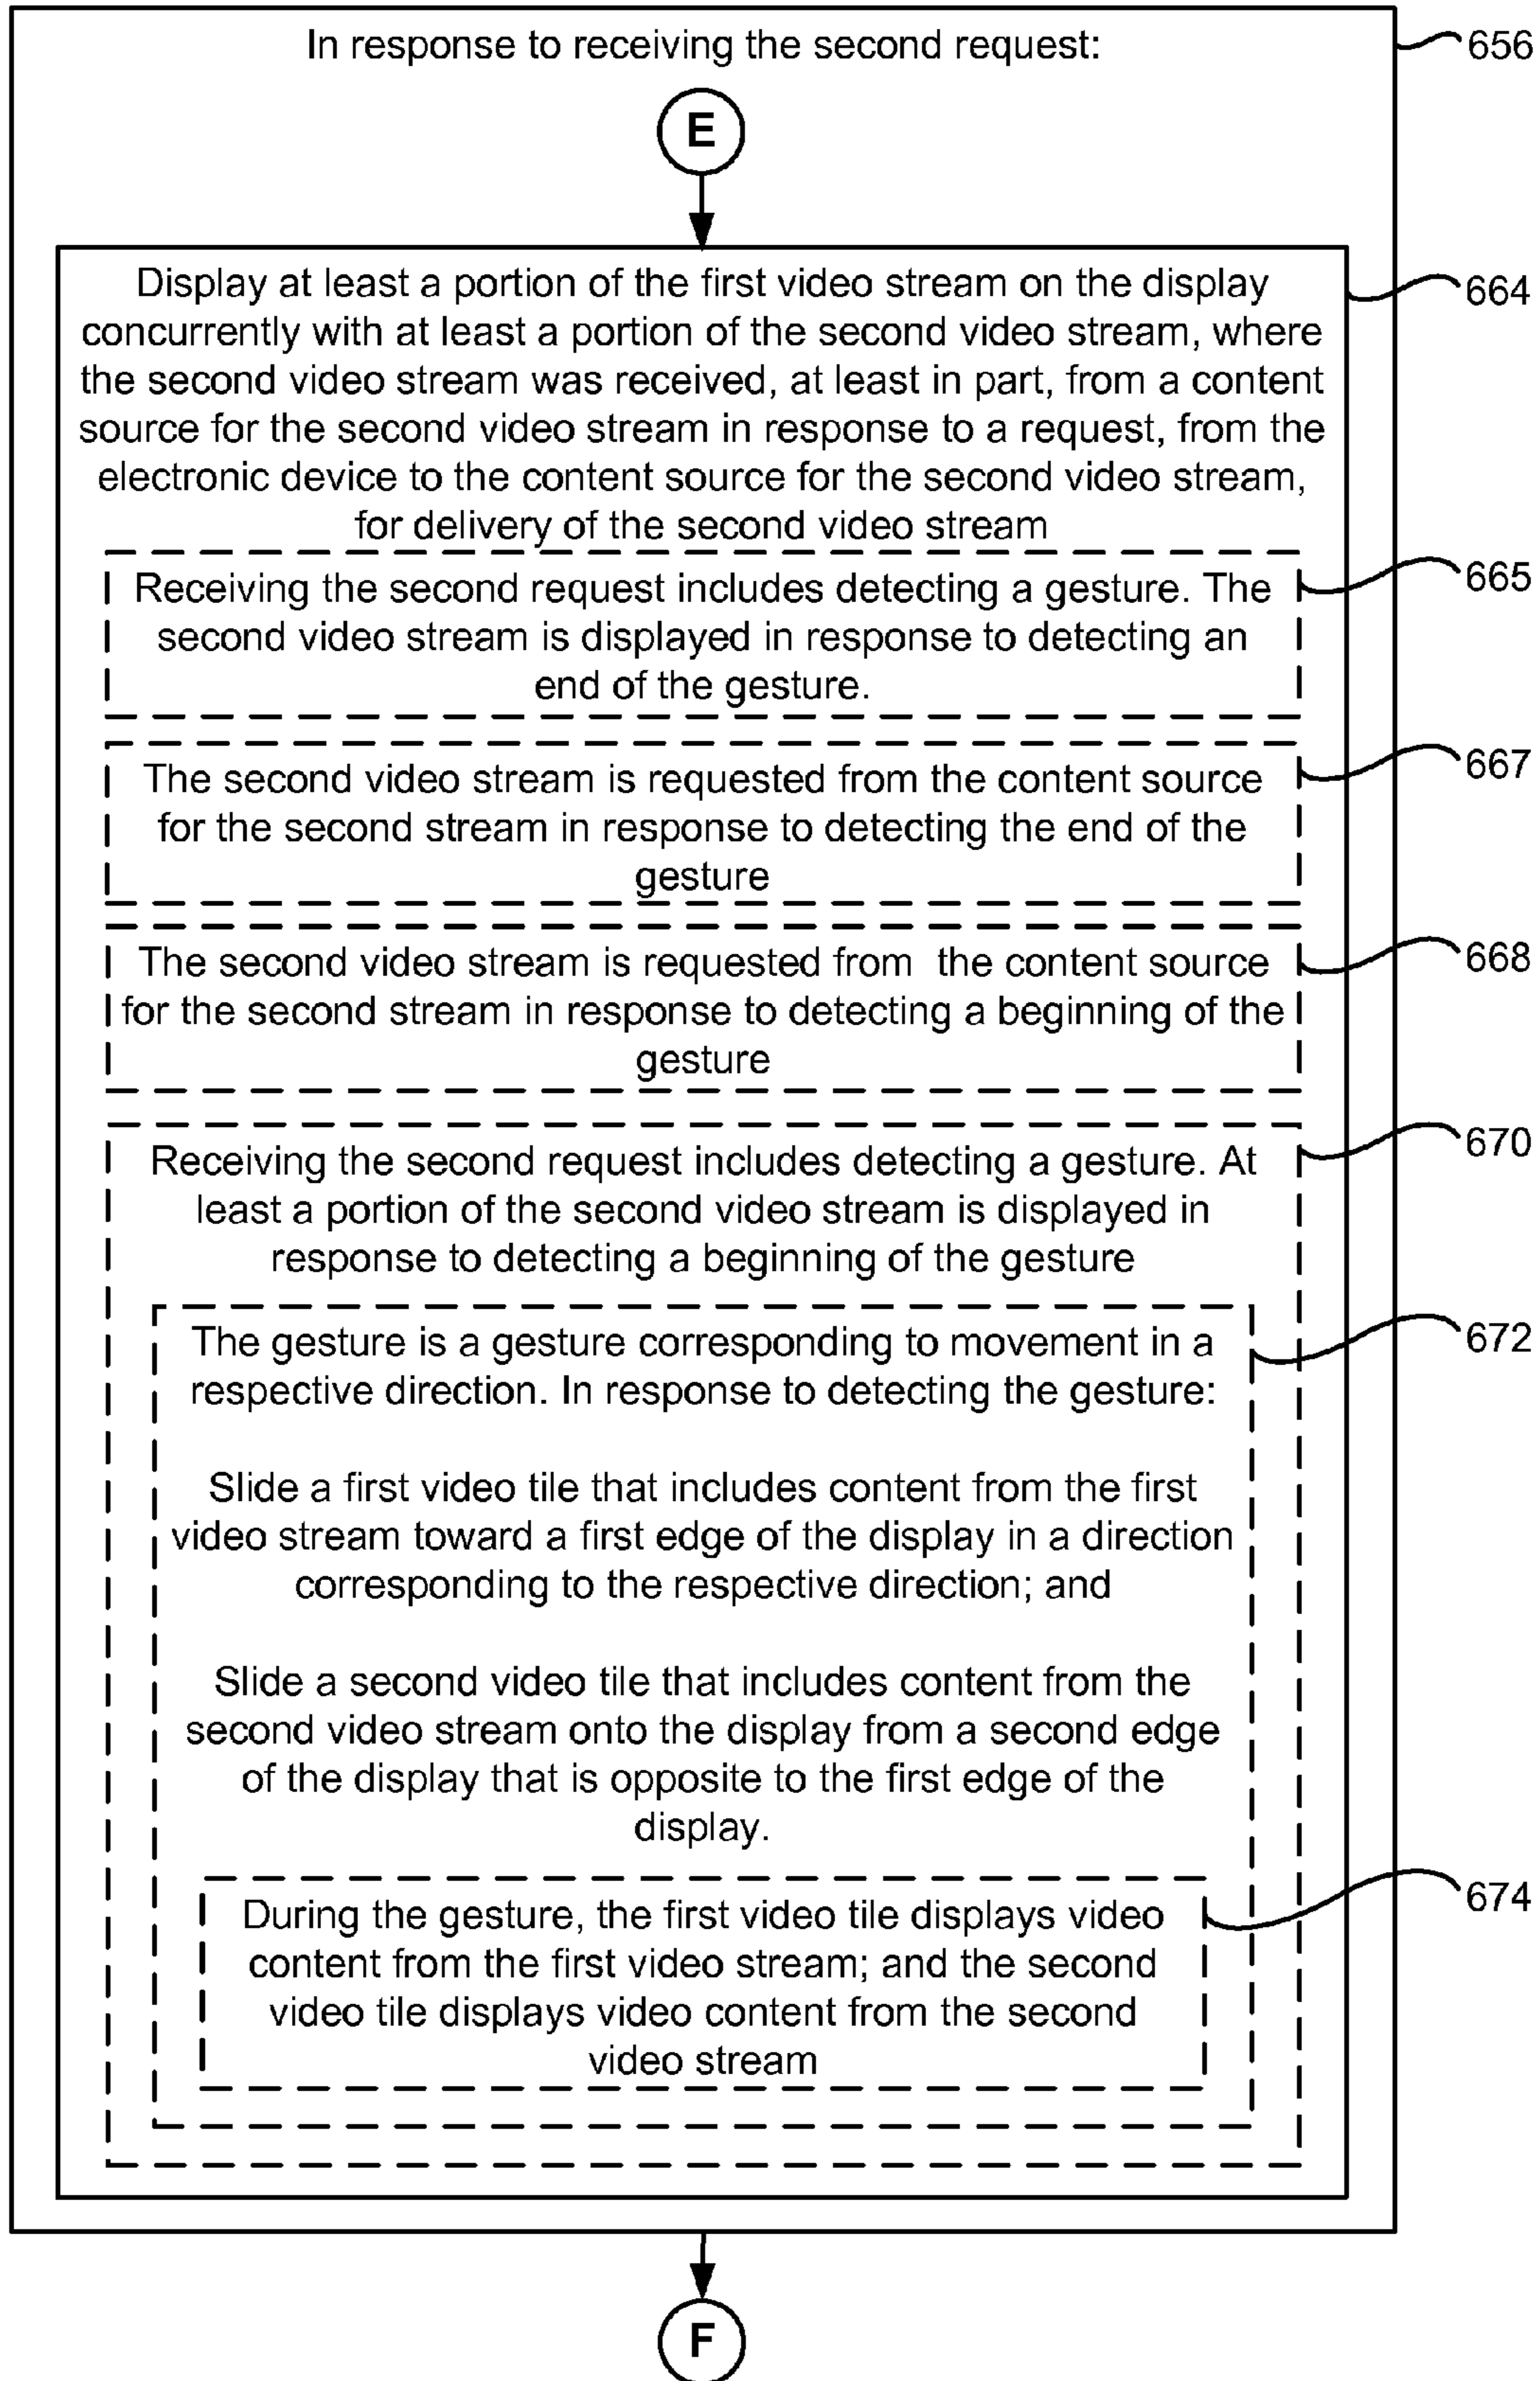 In response to receiving the second request:
656
E
Display at least a portion of the first video stream on the display
664
concurrently with at least a portion of the second video stream, where
the second video stream was received, at least in part, from a content
source for the second video stream in response to a request, from the
electronic device to the content source for the second video stream,
for delivery of the second video stream
Receiving the second request includes detecting a gesture. The
665
second video stream is displayed in response to detecting an
end of the gesture.
The second video stream is requested from the content source
667
for the second stream in response to detecting the end of the
gesture
The second video stream is requested from  the content source
668
for the second stream in response to detecting a beginning of the
gesture
Receiving the second request includes detecting a gesture. At
670
least a portion of the second video stream is displayed in
response to detecting a beginning of the gesture
The gesture is a gesture corresponding to movement in a
672
respective direction. In response to detecting the gesture:
Slide a first video tile that includes content from the first
video stream toward a first edge of the display in a direction
corresponding to the respective direction; and
Slide a second video tile that includes content from the
second video stream onto the display from a second edge
of the display that is opposite to the first edge of the
display.
During the gesture, the first video tile displays video
674
content from the first video stream; and the second
video tile displays video content from the second
video stream
F